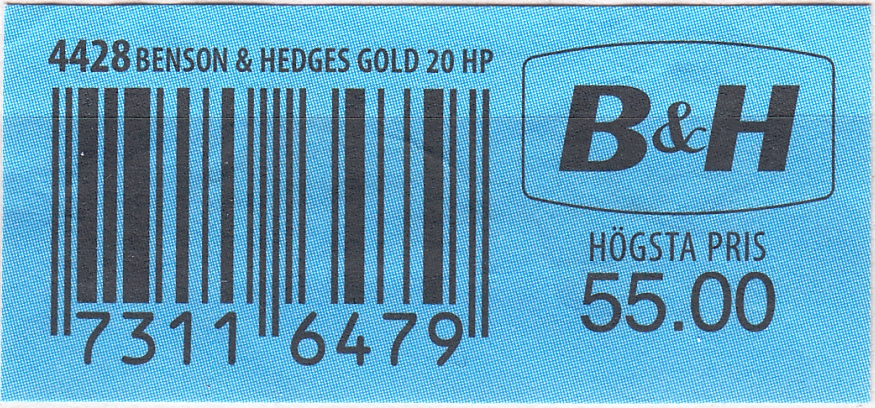 4428 BENSON & HEDGES GOLD 20 HP
B&H
HÖGSTA PRIS
55.00
7311 6479